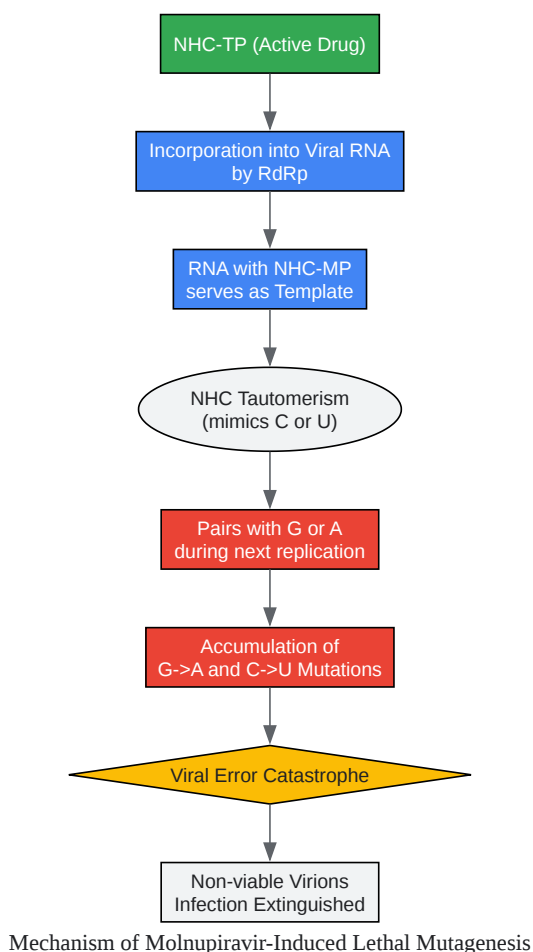 NHC-TP (Active Drug)
Incorporation into Viral RNA
by RdRp
RNA with NHC-MP
serves as Template
NHC Tautomerism
(mimics C or U)
Pairs with G or A
during next replication
Accumulation of
G->A and C->U Mutations
Viral Error Catastrophe
Non-viable Virions
Infection Extinguished
Mechanism of Molnupiravir-Induced Lethal Mutagenesis